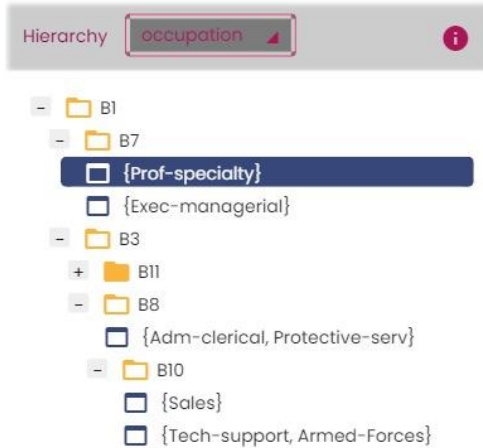 Hierarchy occupation i
- B1
- B7
{Prof-specialty}
{Exec-managerial}
- B3
+ B11
- B8
{Adm-clerical, Protective-serv}
- B10
{Sales}
{Tech-support, Armed-Forces}